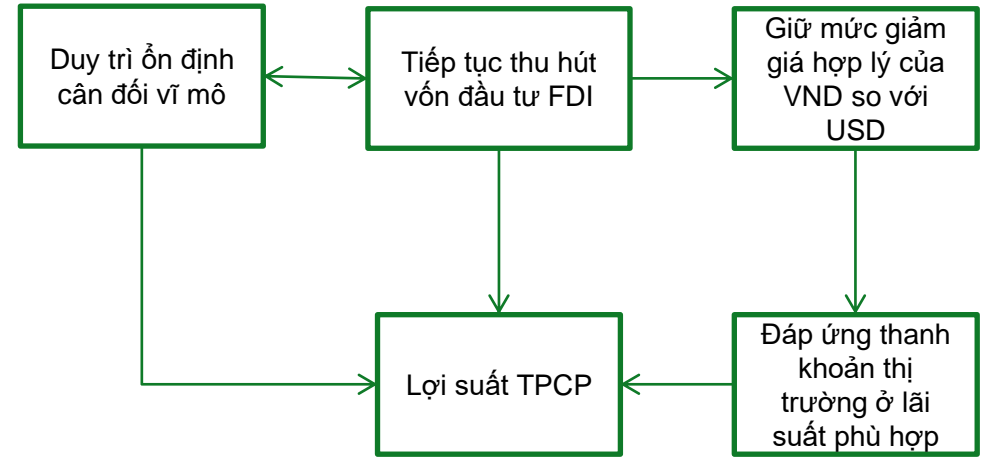 Duy trì ổn định
cân đối vĩ mô
Tiếp tục thu hút
vốn đầu tư FDI
Giữ mức giảm
giá hợp lý của
VND so với
USD
Lợi suất TPCP
Đáp ứng thanh
khoản thị
trường ở lãi
suất phù hợp